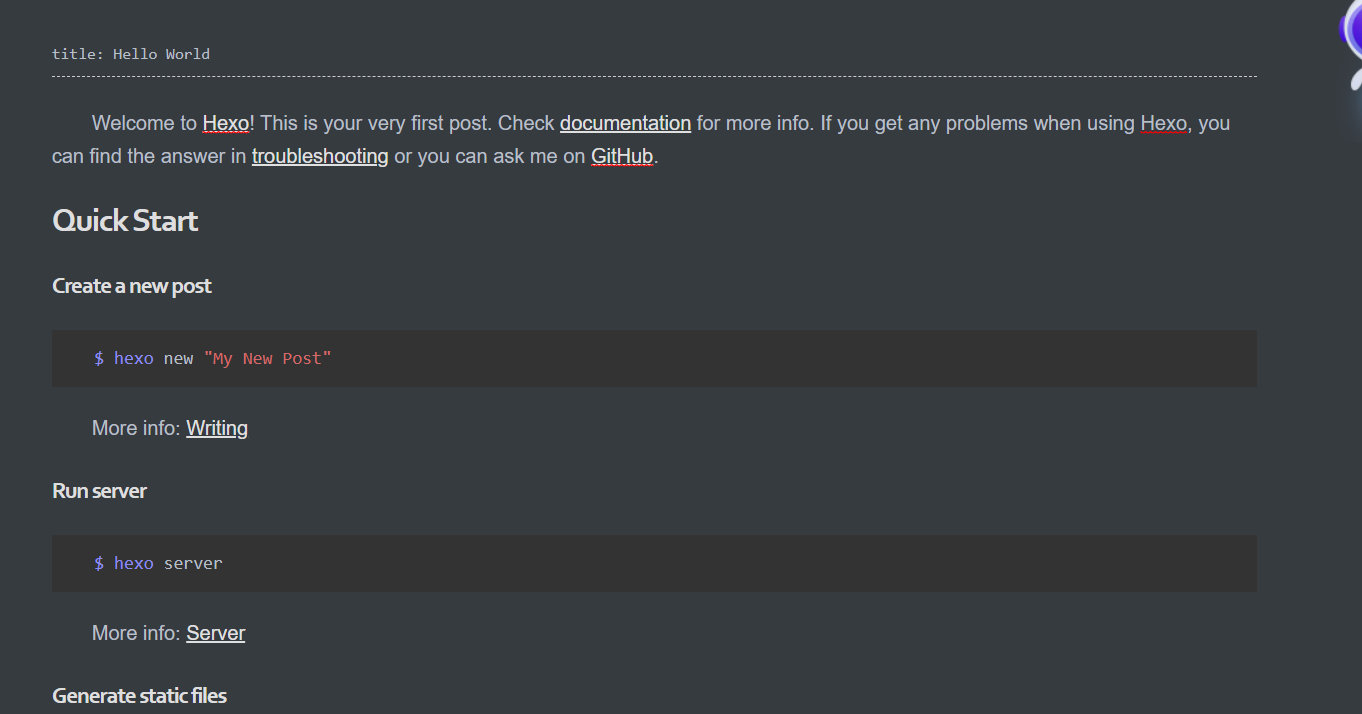 title: Hello World
Welcome to Hexo! This is your very first post. Check documentation for more info. If you get any problems when using Hexo, you
can find the answer in troubleshooting or you can ask me on GitHub.
Quick Start
Create a new post
$ hexo new "My New Post"
More info: Writing
Run server
$ hexo server
More info: Server
Generate static files